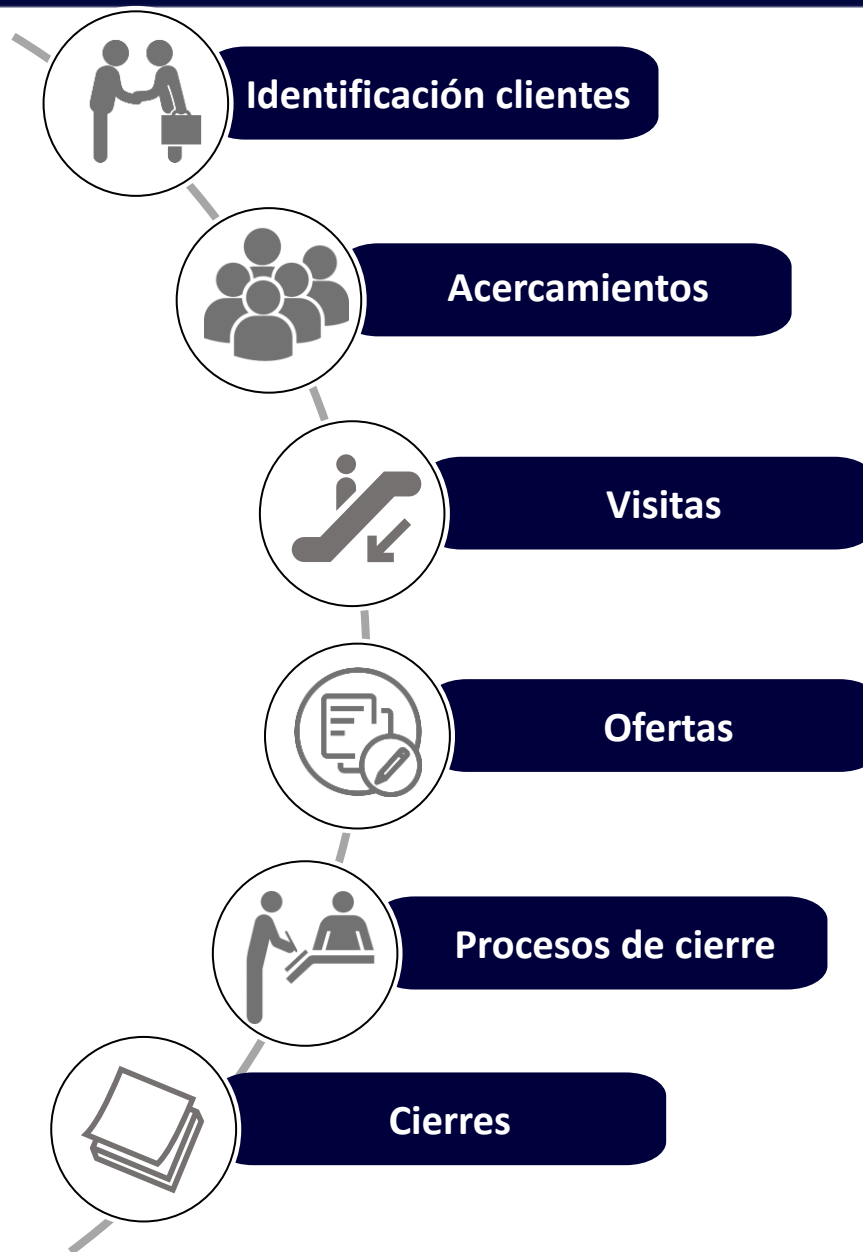 Identificación clientes
Acercamientos
Visitas
Ofertas
Procesos de cierre
Cierres